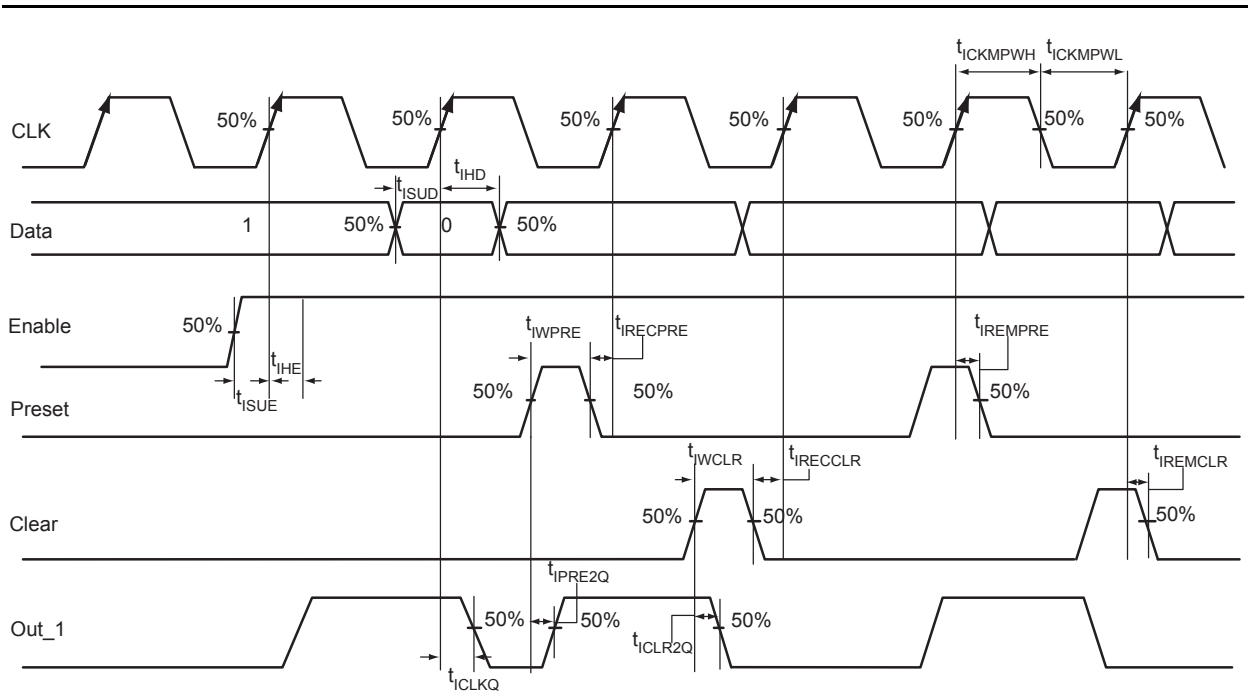 tICKMPWH tICKMPWL
CLK 50% 50% 50% 50% 50% 50% 50%
tISUD tIHD
Data 1 50% 0 50%
Enable 50% tIHE tISUE
tIWPRE tIRECPRE tIREMPRE
Preset 50% 50% 50%
tIWCLR tIRECCLR tIREMCLR
Clear 50% 50% 50%
tIPRE2Q
Out_1 50% 50% tICLR2Q 50%
tICLKQ